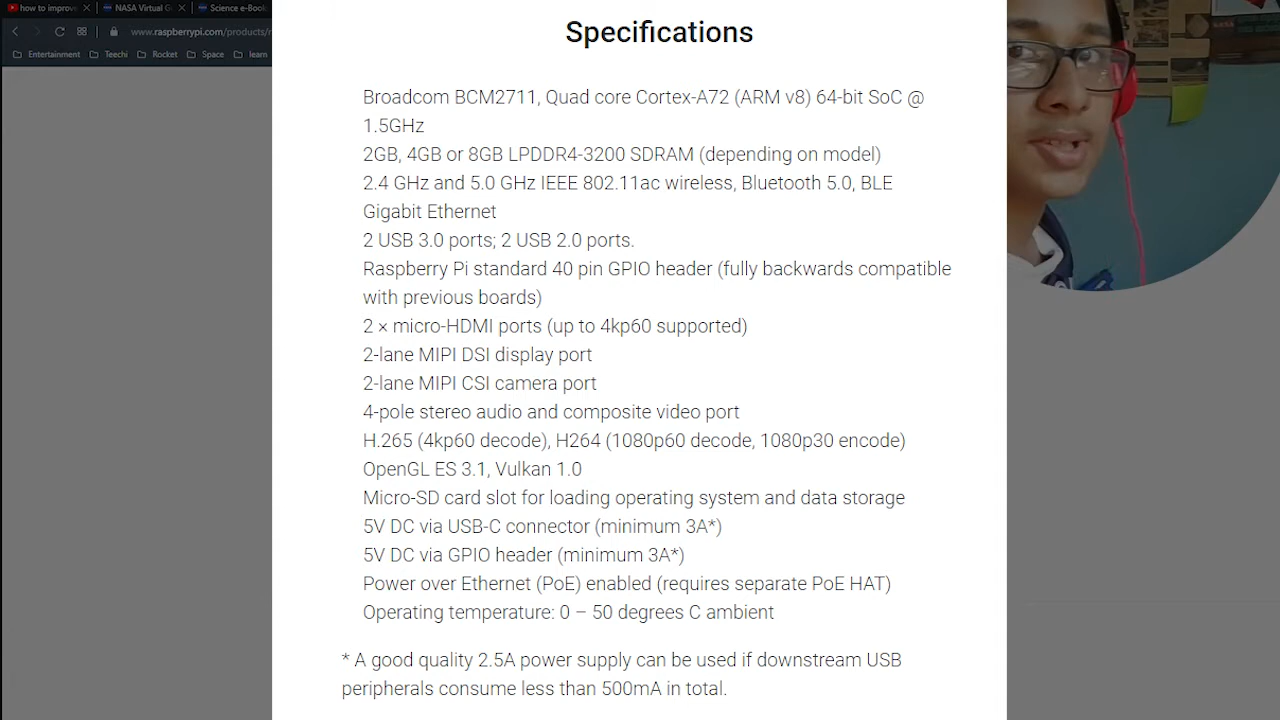 how to improve
NASA Virtual G
Science e-Book
www.raspberrypi.com/products/r
Entertainment
Teechi
Rocket
Space
learn
Specifications
Broadcom BCM2711, Quad core Cortex-A72 (ARM v8) 64-bit SoC @
1.5GHz
2GB, 4GB or 8GB LPDDR4-3200 SDRAM (depending on model)
2.4 GHz and 5.0 GHz IEEE 802.11ac wireless, Bluetooth 5.0, BLE
Gigabit Ethernet
2 USB 3.0 ports; 2 USB 2.0 ports.
Raspberry Pi standard 40 pin GPIO header (fully backwards compatible
with previous boards)
2 × micro-HDMI ports (up to 4kp60 supported)
2-lane MIPI DSI display port
2-lane MIPI CSI camera port
4-pole stereo audio and composite video port
H.265 (4kp60 decode), H264 (1080p60 decode, 1080p30 encode)
OpenGL ES 3.1, Vulkan 1.0
Micro-SD card slot for loading operating system and data storage
5V DC via USB-C connector (minimum 3A*)
5V DC via GPIO header (minimum 3A*)
Power over Ethernet (PoE) enabled (requires separate PoE HAT)
Operating temperature: 0 – 50 degrees C ambient
* A good quality 2.5A power supply can be used if downstream USB
peripherals consume less than 500mA in total.